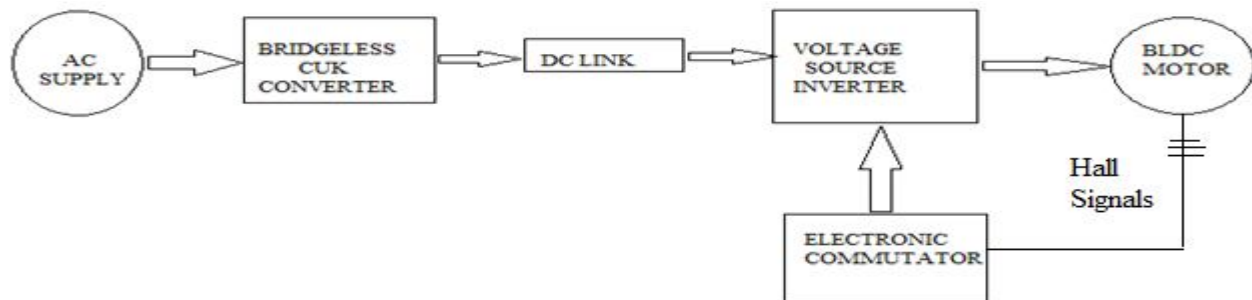 AC
SUPPLY
BRIDGELESS
CUK
CONVERTER
DC LINK
VOLTAGE
SOURCE
INVERTER
BLDC
MOTOR
Hall
Signals
ELECTRONIC
COMMUTATOR